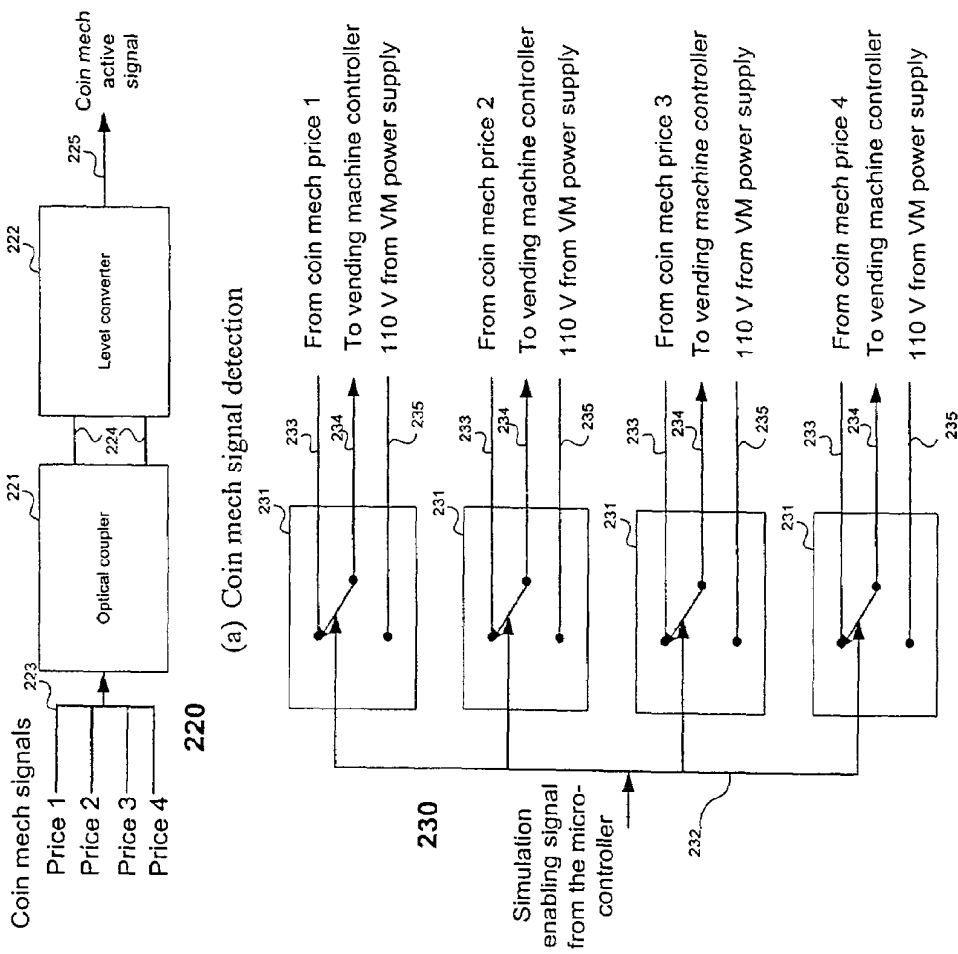 Coin mech signals
Price 1
Price 2
Price 3
Price 4
223
221
Optical coupler
224
222
Level converter
225
Coin mech
active
signal
220
(a) Coin mech signal detection
230
Simulation
enabling signal
from the micro-
controller
232
231
233
From coin mech price 1
234
To vending machine controller
235
110 V from VM power supply
231
233
From coin mech price 2
234
To vending machine controller
235
110 V from VM power supply
231
233
From coin mech price 3
234
To vending machine controller
235
110 V from VM power supply
231
233
From coin mech price 4
234
To vending machine controller
235
110 V from VM power supply